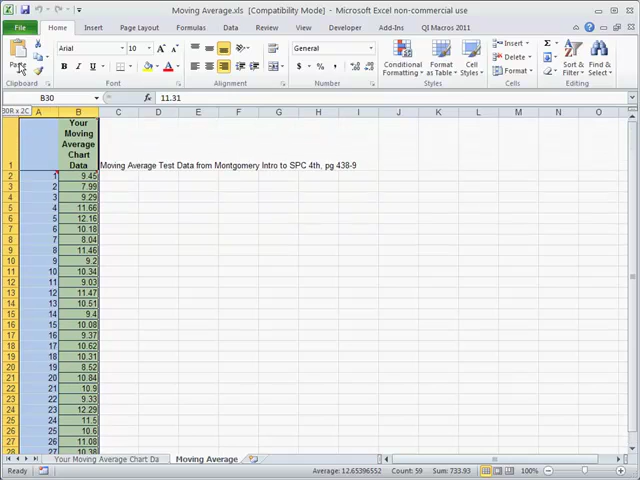 Moving Average.xls [Compatibility Mode] - Microsoft Excel non-commercial use
File Home Insert Page Layout Formulas Data Review View Developer Add-Ins QI Macros 2011
Paste
Arial 10
General
B I U
$ % ,
Conditional Formatting
Format as Table
Cell Styles
Insert
Delete
Format
Sort & Filter
Find & Select
Clipboard Font Alignment Number Styles Cells Editing
30R x 2C
B30 fx 11.31
A B C D E F G H I J K L M N O
Your
Moving
Average
Chart
Data
1 Moving Average Test Data from Montgomery Intro to SPC 4th, pg 438-9
2 1 9.45
3 2 7.99
4 3 9.29
5 4 11.66
6 5 12.16
7 6 10.18
8 7 8.04
9 8 11.46
10 9 9.2
11 10 10.34
12 11 9.03
13 12 11.47
14 13 10.51
15 14 9.4
16 15 10.08
17 16 9.37
18 17 10.62
19 18 10.31
20 19 8.52
21 20 10.84
22 21 10.9
23 22 9.33
24 23 12.29
25 24 11.5
26 25 10.6
27 26 11.08
28 27 10.38
Your Moving Average Chart Da Moving Average
Ready Average: 12.65396552 Count: 59 Sum: 733.93 100%